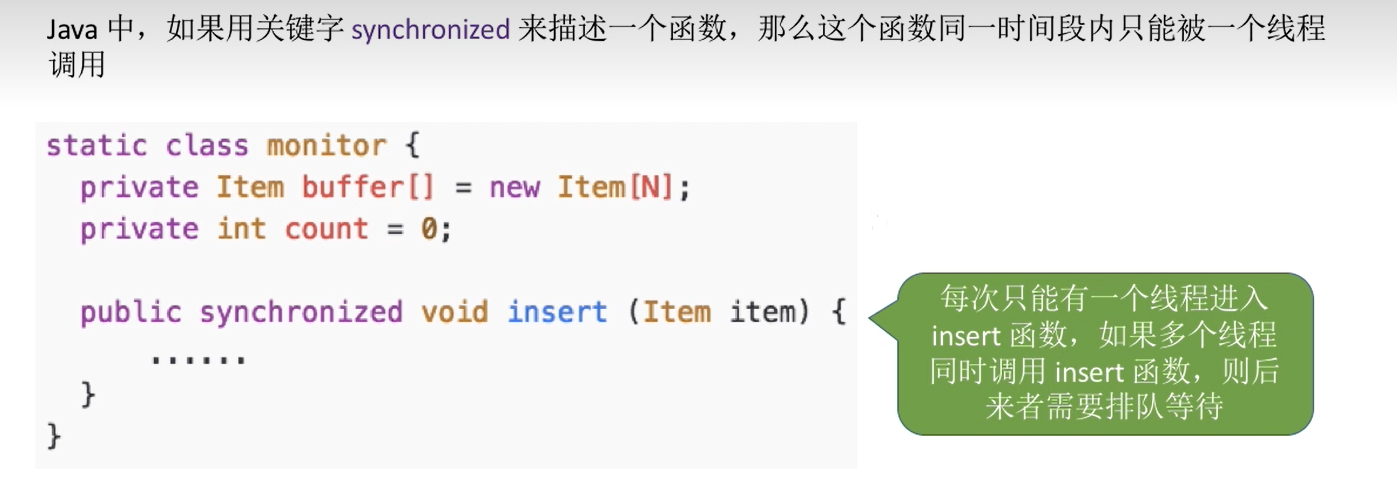 Java 中，如果用关键字 synchronized 来描述一个函数，那么这个函数同一时间段内只能被一个线程
调用
static class monitor {
private Item buffer[] = new Item[N];
private int count = 0;
public synchronized void insert (Item item) {
......
}
}
每次只能有一个线程进入
insert 函数，如果多个线程
同时调用 insert 函数，则后
来者需要排队等待